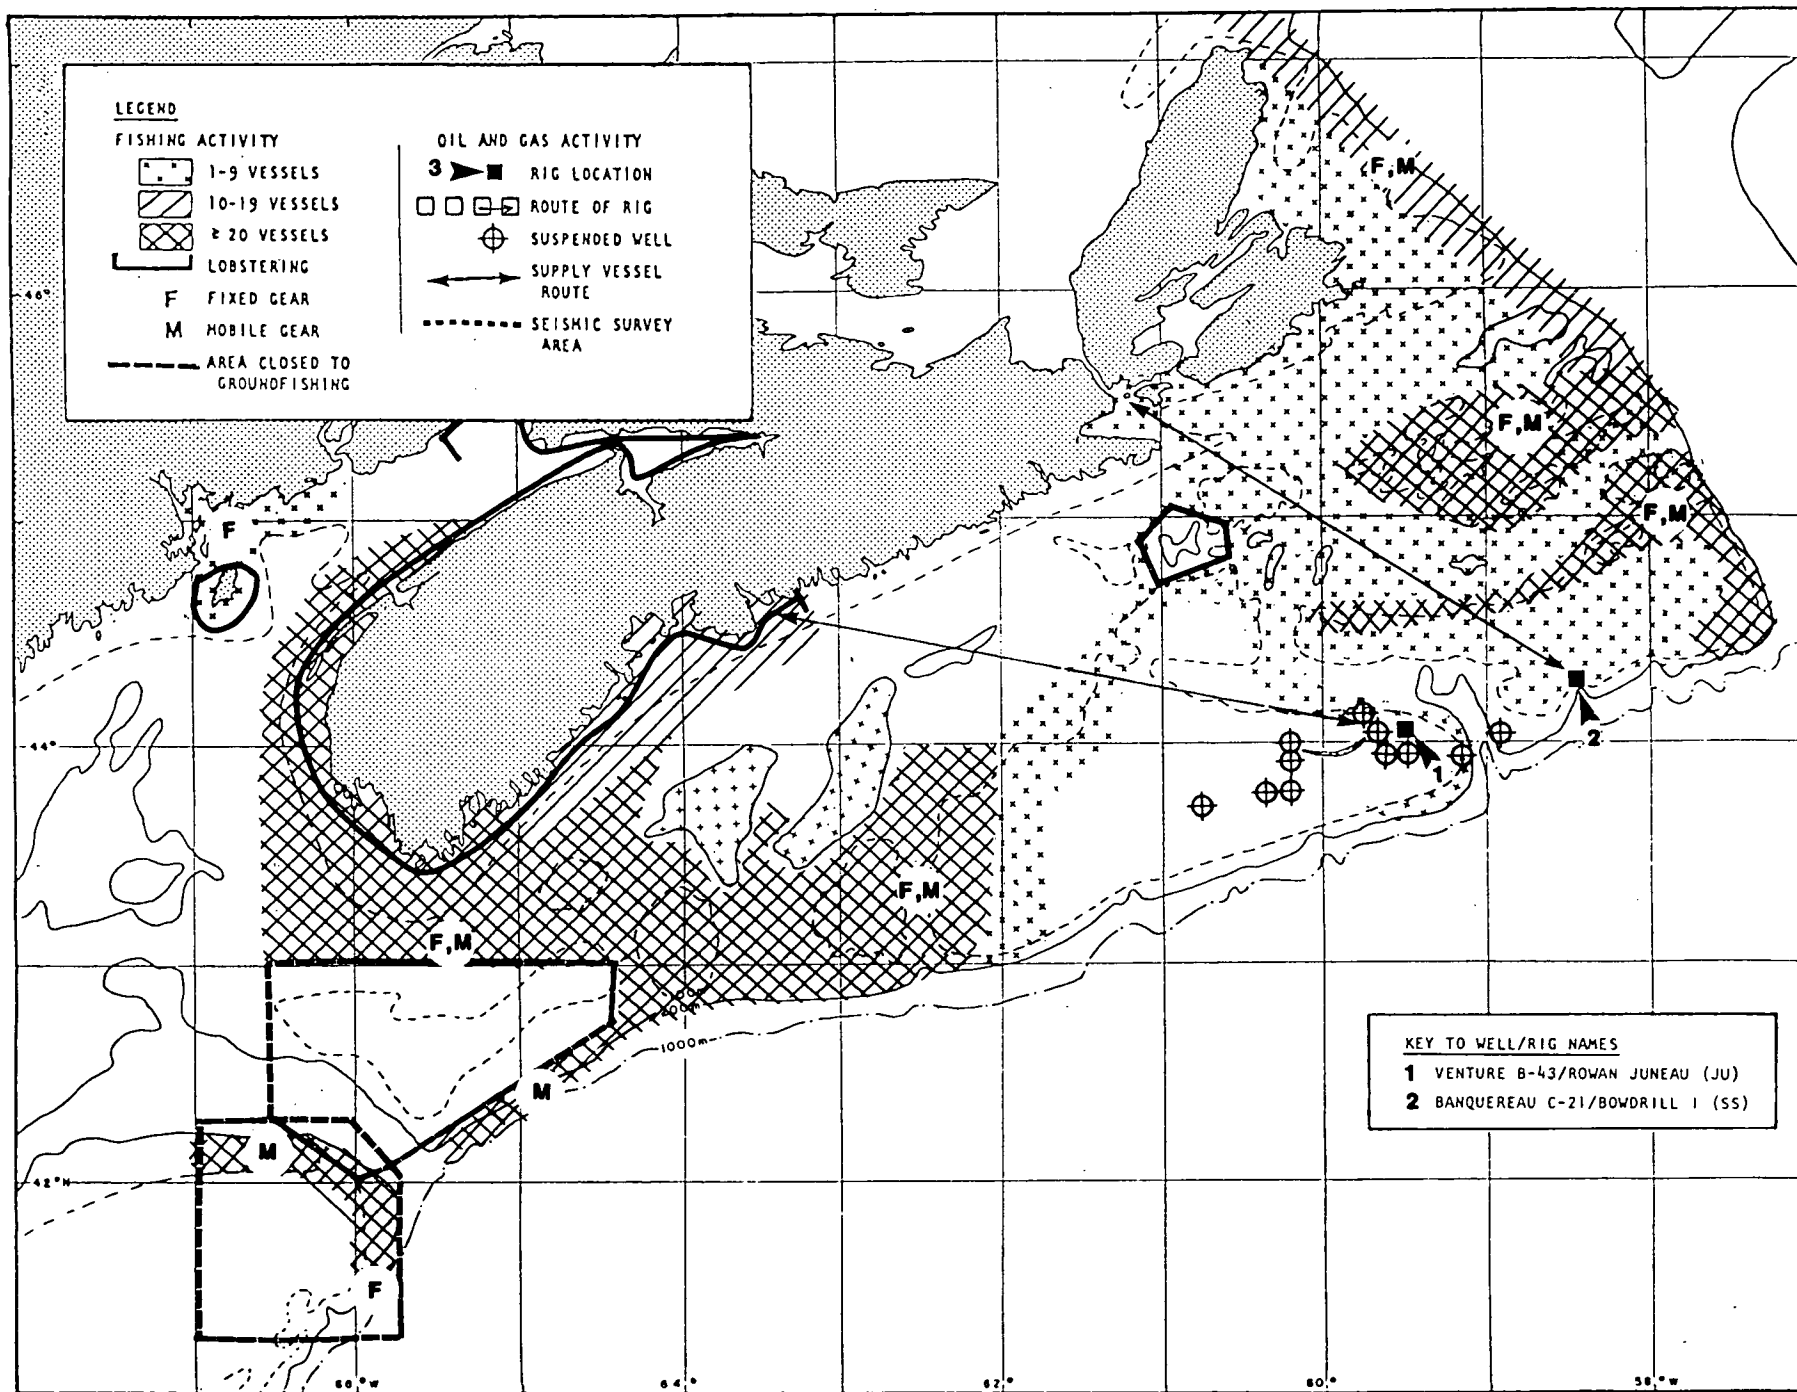 LEGEND
FISHING ACTIVITY
1-9 VESSELS
10-19 VESSELS
≥ 20 VESSELS
LOBSTERING
F FIXED GEAR
M MOBILE GEAR
AREA CLOSED TO
GROUNDFISHING
OIL AND GAS ACTIVITY
3 RIG LOCATION
ROUTE OF RIG
SUSPENDED WELL
SUPPLY VESSEL
ROUTE
SEISMIC SURVEY
AREA
F,M
46°
F,M
F,M
F
44°
2
1
F,M
F,M
200m
1000m
M
M
42°N
F
KEY TO WELL/RIG NAMES
1 VENTURE B-43/ROWAN JUNEAU (JU)
2 BANQUEREAU C-21/BOWDRILL I (SS)
66°W
64°
62°
60°
58°W